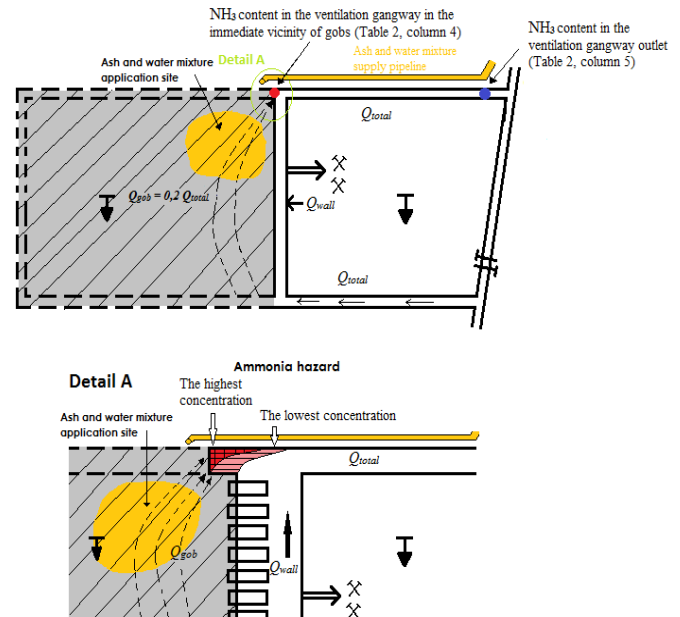 NH3 content in the ventilation gangway in the
immediate vicinity of gobs (Table 2, column 4)
NH3 content in the
ventilation gangway outlet
(Table 2, column 5)
Ash and water mixture
application site
Detail A
Ash and water mixture
supply pipeline
Qtotal
Qgob = 0,2 Qtotal
Qwall
Qtotal
Ammonia hazard
Detail A
The highest
concentration
The lowest concentration
Ash and water mixture
application site
Qtotal
Qgob
Qwall